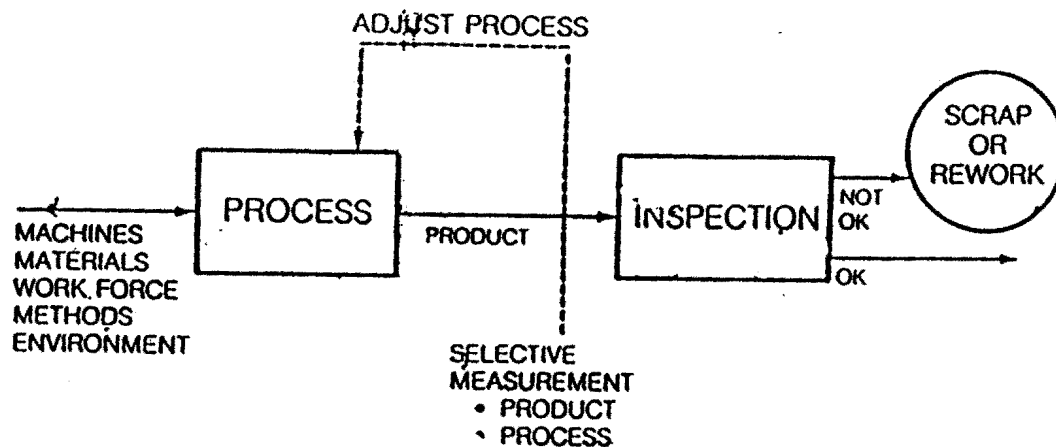 ADJUST PROCESS
SCRAP
OR
REWORK
PROCESS
INSPECTION
NOT
OK
PRODUCT
OK
MACHINES
MATERIALS
WORK FORCE
METHODS
ENVIRONMENT
SELECTIVE
MEASUREMENT
• PRODUCT
• PROCESS